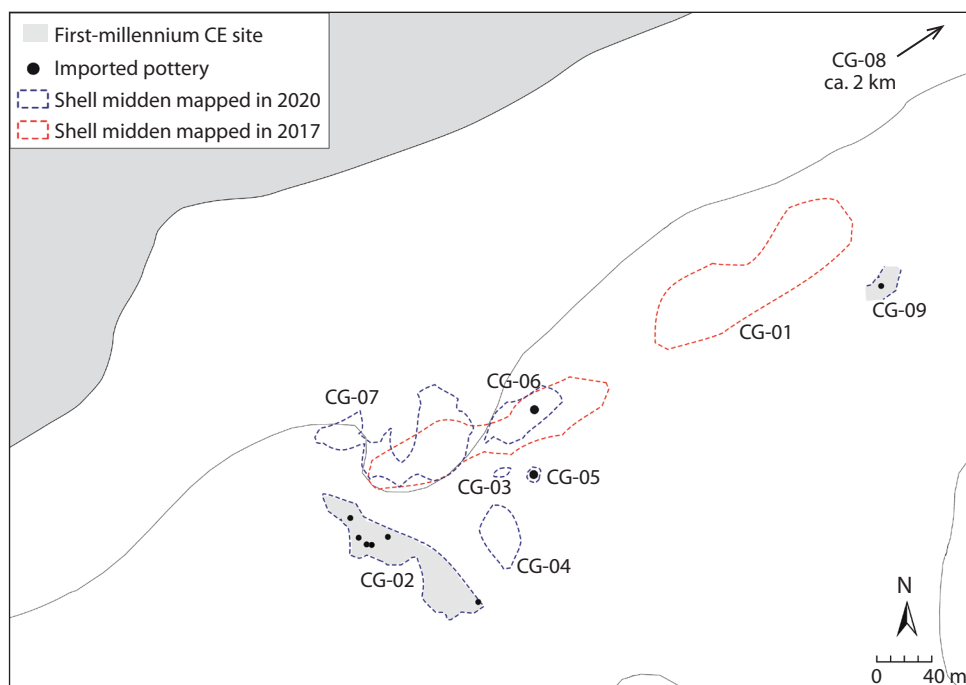 First-millennium CE site
Imported pottery
Shell midden mapped in 2020
Shell midden mapped in 2017
CG-08
ca. 2 km
CG-09
CG-01
CG-06
CG-07
CG-03
CG-05
CG-04
CG-02
N
0 40 m